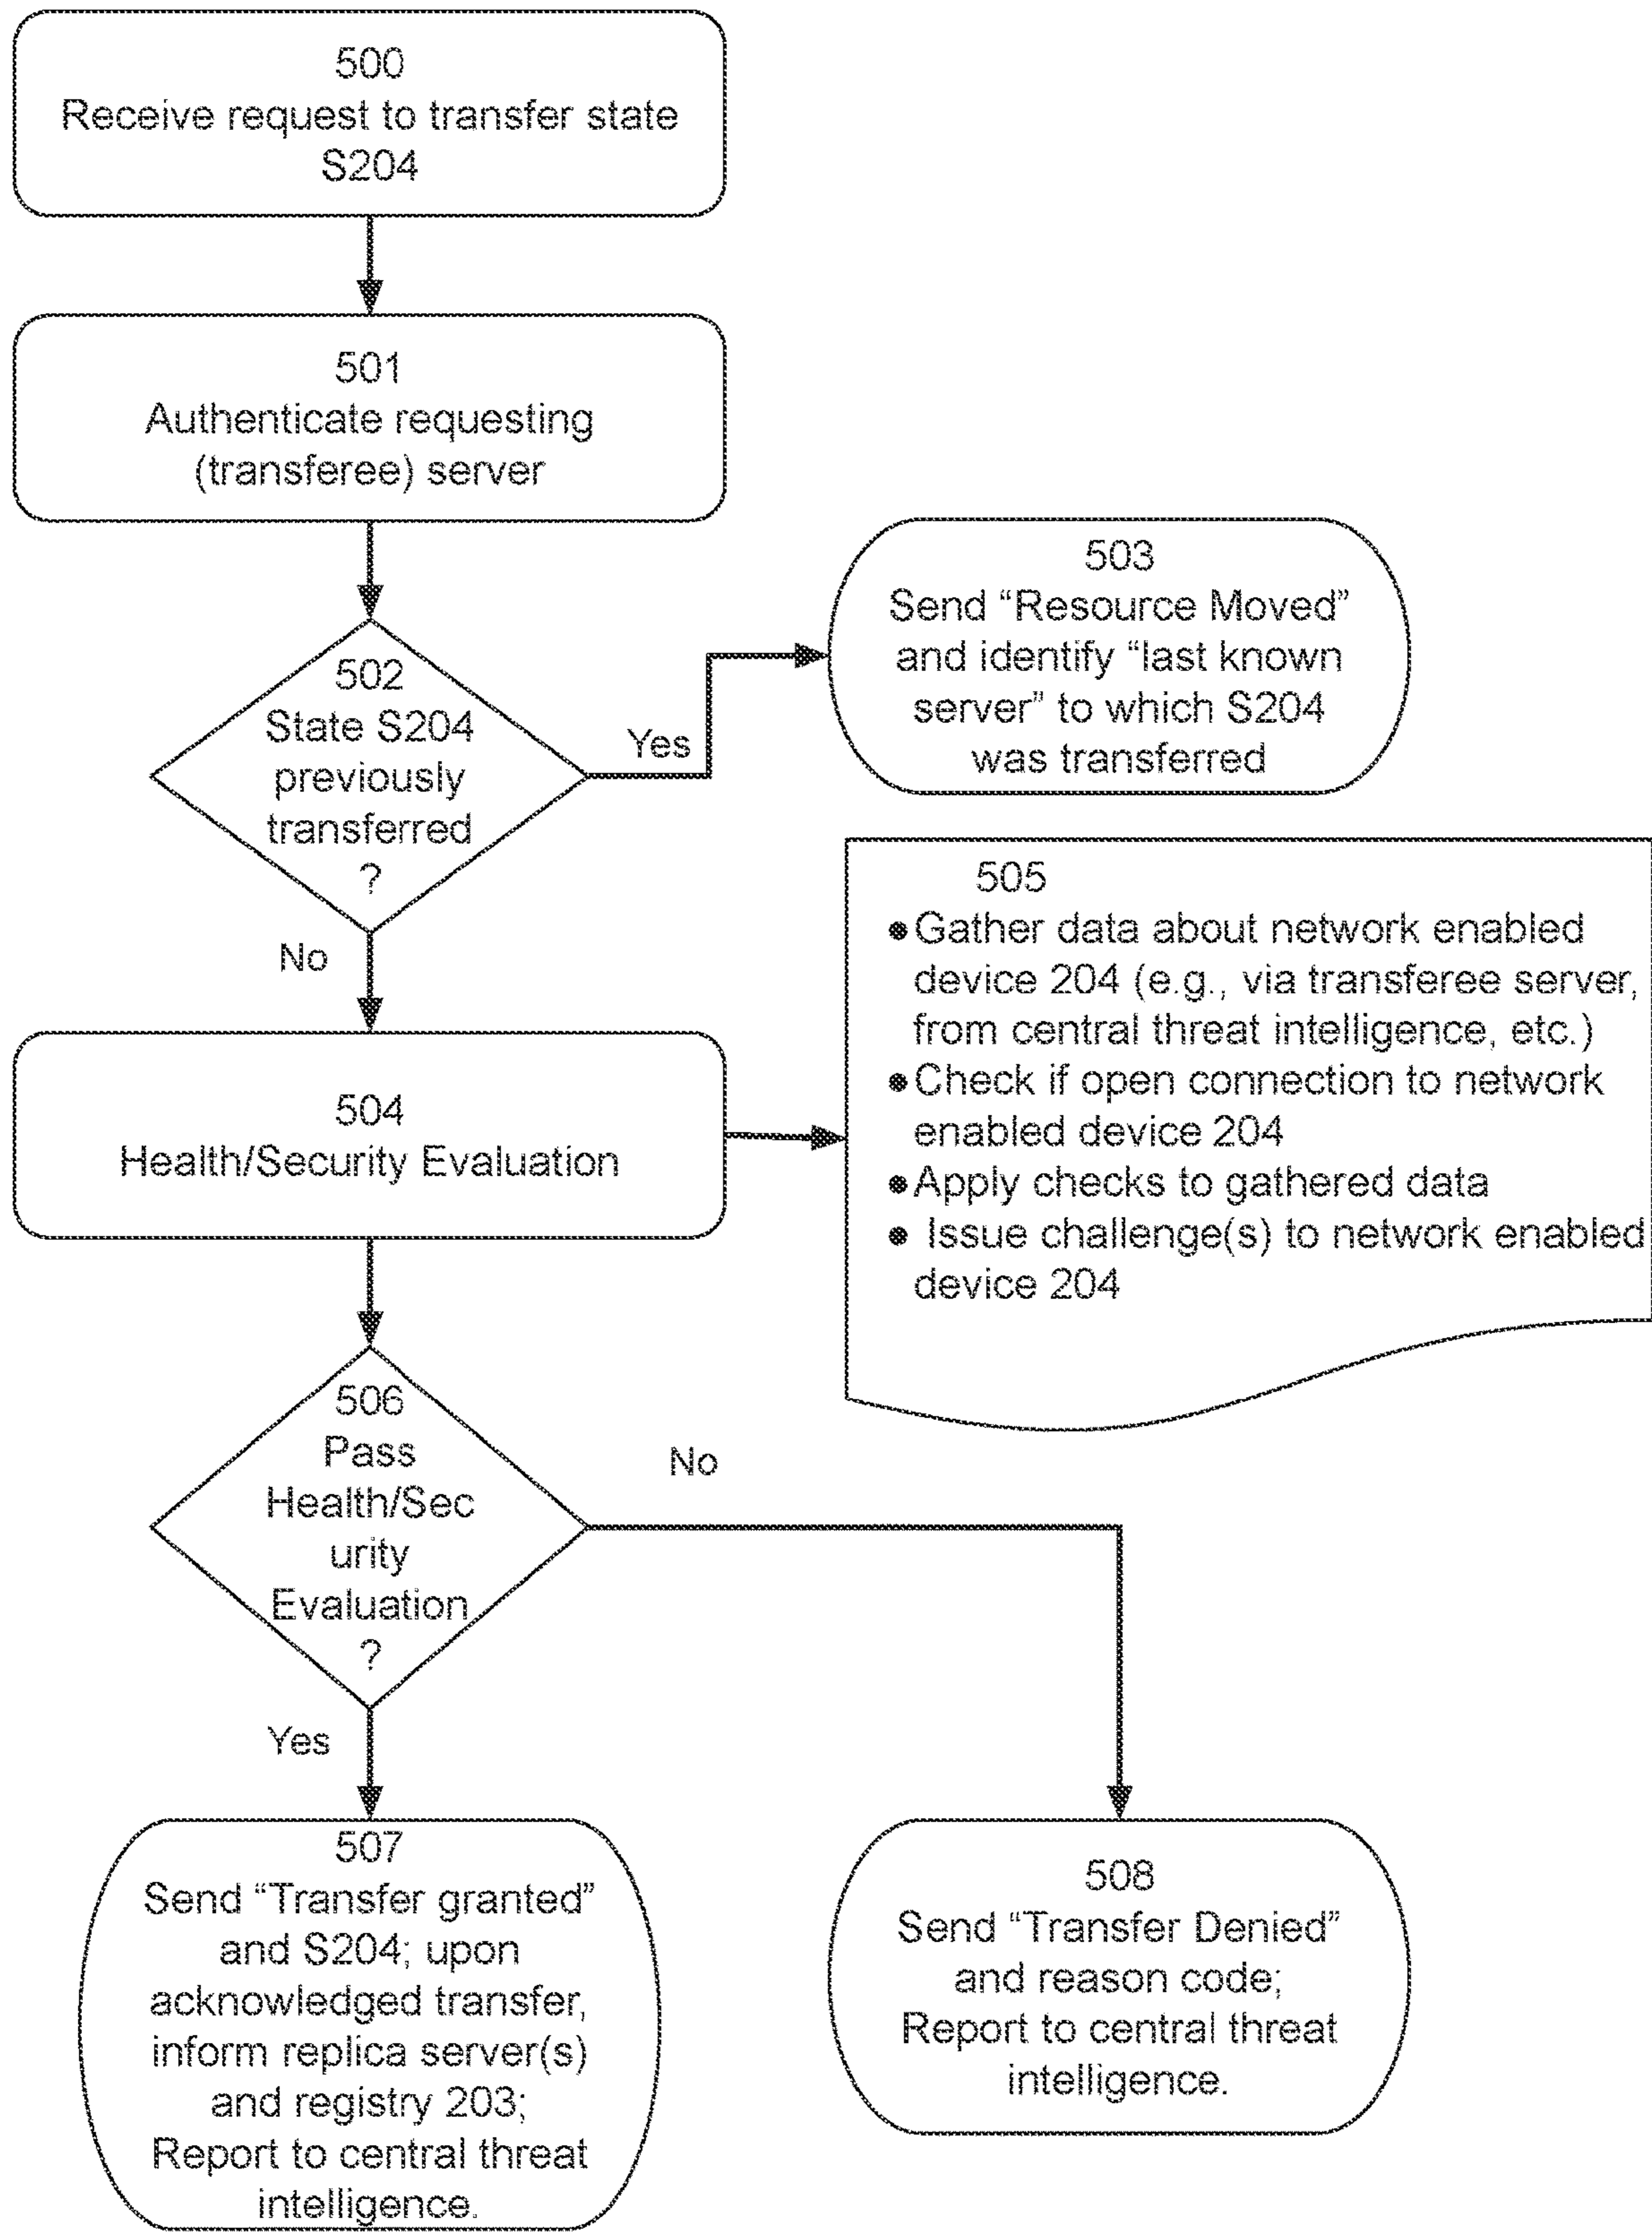 500
Receive request to transfer state
S204
501
Authenticate requesting
(transferee) server
502
State S204
previously
transferred
?
Yes
503
Send “Resource Moved”
and identify “last known
server” to which S204
was transferred
No
504
Health/Security Evaluation
505
●Gather data about network enabled
device 204 (e.g., via transferee server,
from central threat intelligence, etc.)
●Check if open connection to network
enabled device 204
●Apply checks to gathered data
● Issue challenge(s) to network enabled
device 204
506
Pass
Health/Sec
urity
Evaluation
?
No
Yes
507
Send “Transfer granted”
and S204; upon
acknowledged transfer,
inform replica server(s)
and registry 203;
Report to central threat
intelligence.
508
Send “Transfer Denied”
and reason code;
Report to central threat
intelligence.